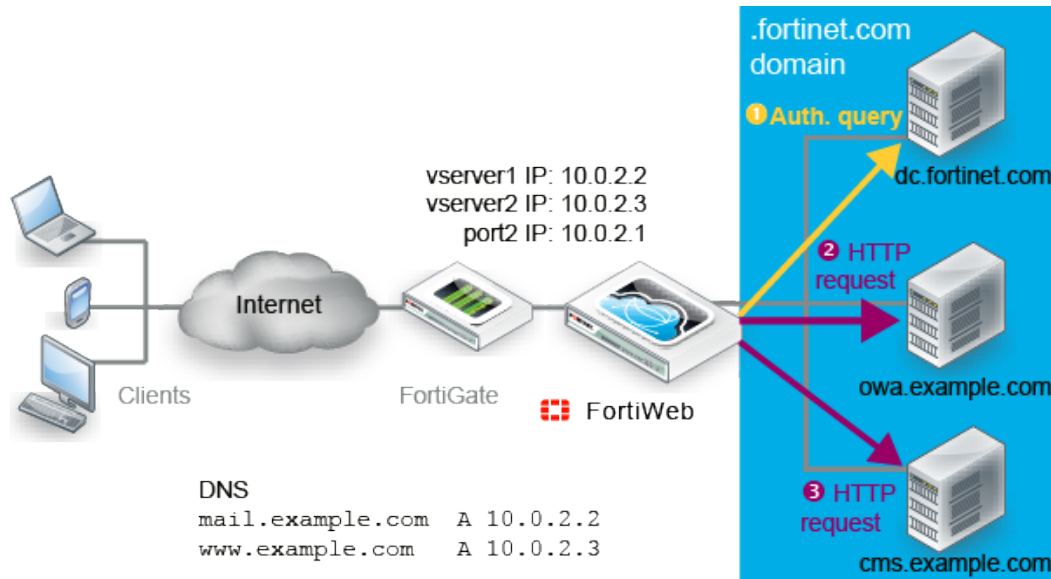 .fortinet.com
domain
1 Auth. query
dc.fortinet.com
vserver1 IP: 10.0.2.2
vserver2 IP: 10.0.2.3
port2 IP: 10.0.2.1
2 HTTP
request
Internet
owa.example.com
Clients
FortiGate
FortiWeb
3 HTTP
request
cms.example.com
DNS
mail.example.com A 10.0.2.2
www.example.com A 10.0.2.3